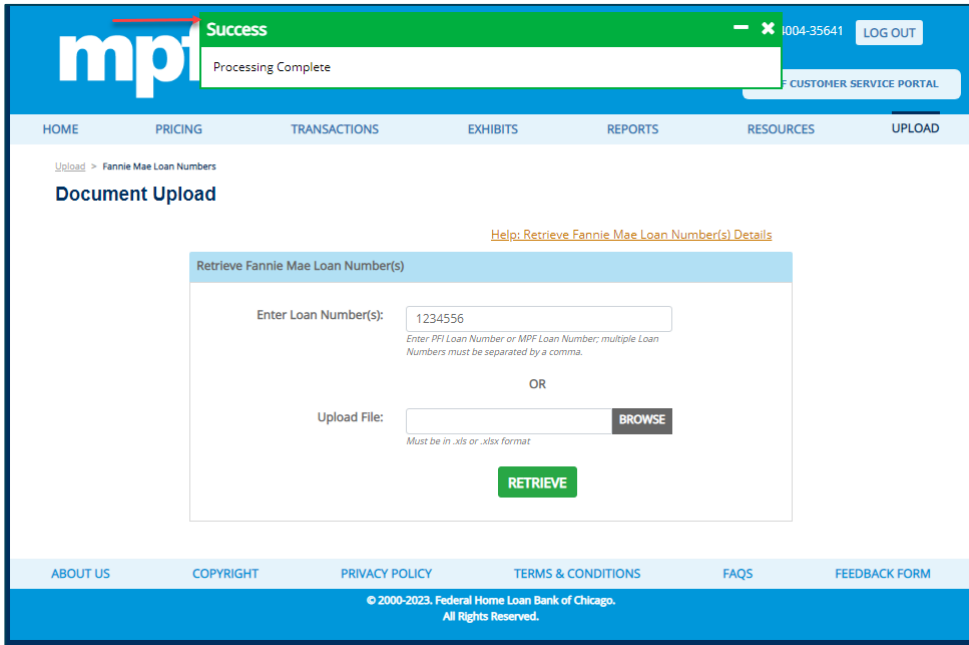 mpf
Success
Processing Complete
004-35641
LOG OUT
CUSTOMER SERVICE PORTAL
HOME
PRICING
TRANSACTIONS
EXHIBITS
REPORTS
RESOURCES
UPLOAD
Upload > Fannie Mae Loan Numbers
Document Upload
Help: Retrieve Fannie Mae Loan Number(s) Details
Retrieve Fannie Mae Loan Number(s)
Enter Loan Number(s):
1234556
Enter PFI Loan Number or MPF Loan Number; multiple Loan
Numbers must be separated by a comma.
OR
Upload File:
BROWSE
Must be in .xls or .xlsx format
RETRIEVE
ABOUT US
COPYRIGHT
PRIVACY POLICY
TERMS & CONDITIONS
FAQS
FEEDBACK FORM
© 2000-2023. Federal Home Loan Bank of Chicago.
All Rights Reserved.